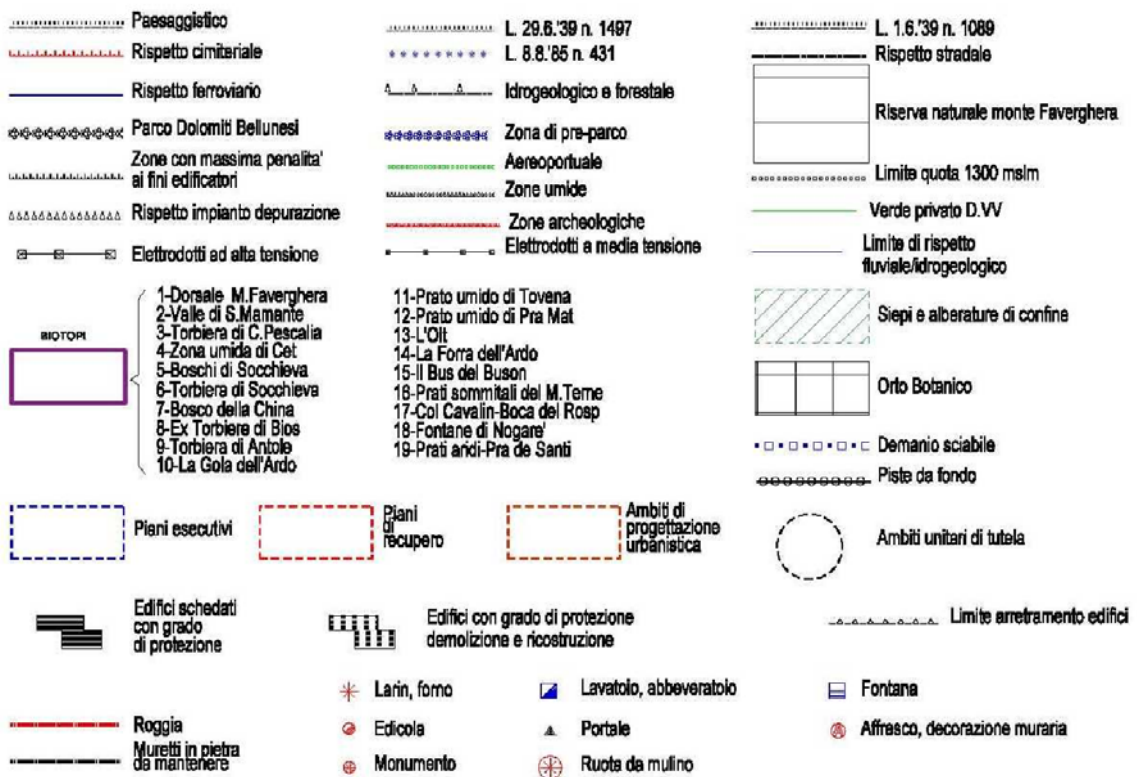 Paesaggistico
L. 29.6.'39 n. 1497
L. 1.6.'39 n. 1089
Rispetto cimiteriale
L. 8.8.'85 n. 431
Rispetto stradale
Rispetto ferroviario
Idrogeologico e forestale
Riserva naturale monte Faverghera
Parco Dolomiti Bellunesi
Zona di pre-parco
Zone con massima penalita'
ai fini edificatori
Aereoportuale
Zone umide
Limite quota 1300 mslm
Rispetto impianto depurazione
Zone archeologiche
Verde privato D.VV
Elettrodotti ad alta tensione
Elettrodotti a media tensione
Limite di rispetto
fluviale/idrogeologico
BIOTOPI
1-Dorsale M.Faverghera
2-Valle di S.Mamante
3-Torbiera di C.Pescalia
4-Zona umida di Cet
5-Boschi di Socchieva
6-Torbiera di Socchieva
7-Bosco della China
8-Ex Torbiere di Bios
9-Torbiera di Antole
10-La Gola dell'Ardo
11-Prato umido di Tovena
12-Prato umido di Pra Mat
13-L'Olt
14-La Forra dell'Ardo
15-Il Bus del Buson
16-Prati sommitali del M.Terne
17-Col Cavalin-Boca del Rosp
18-Fontane di Nogare'
19-Prati aridi-Pra de Santi
Siepi e alberature di confine
Orto Botanico
Demanio sciabile
Piste da fondo
Piani esecutivi
Piani
di
recupero
Ambiti di
progettazione
urbanistica
Ambiti unitari di tutela
Edifici schedati
con grado
di protezione
Edifici con grado di protezione
demolizione e ricostruzione
Limite arretramento edifici
Larin, forno
Lavatoio, abbeveratoio
Fontana
Roggia
Edicola
Portale
Affresco, decorazione muraria
Muretti in pietra
da mantenere
Monumento
Ruota da mulino